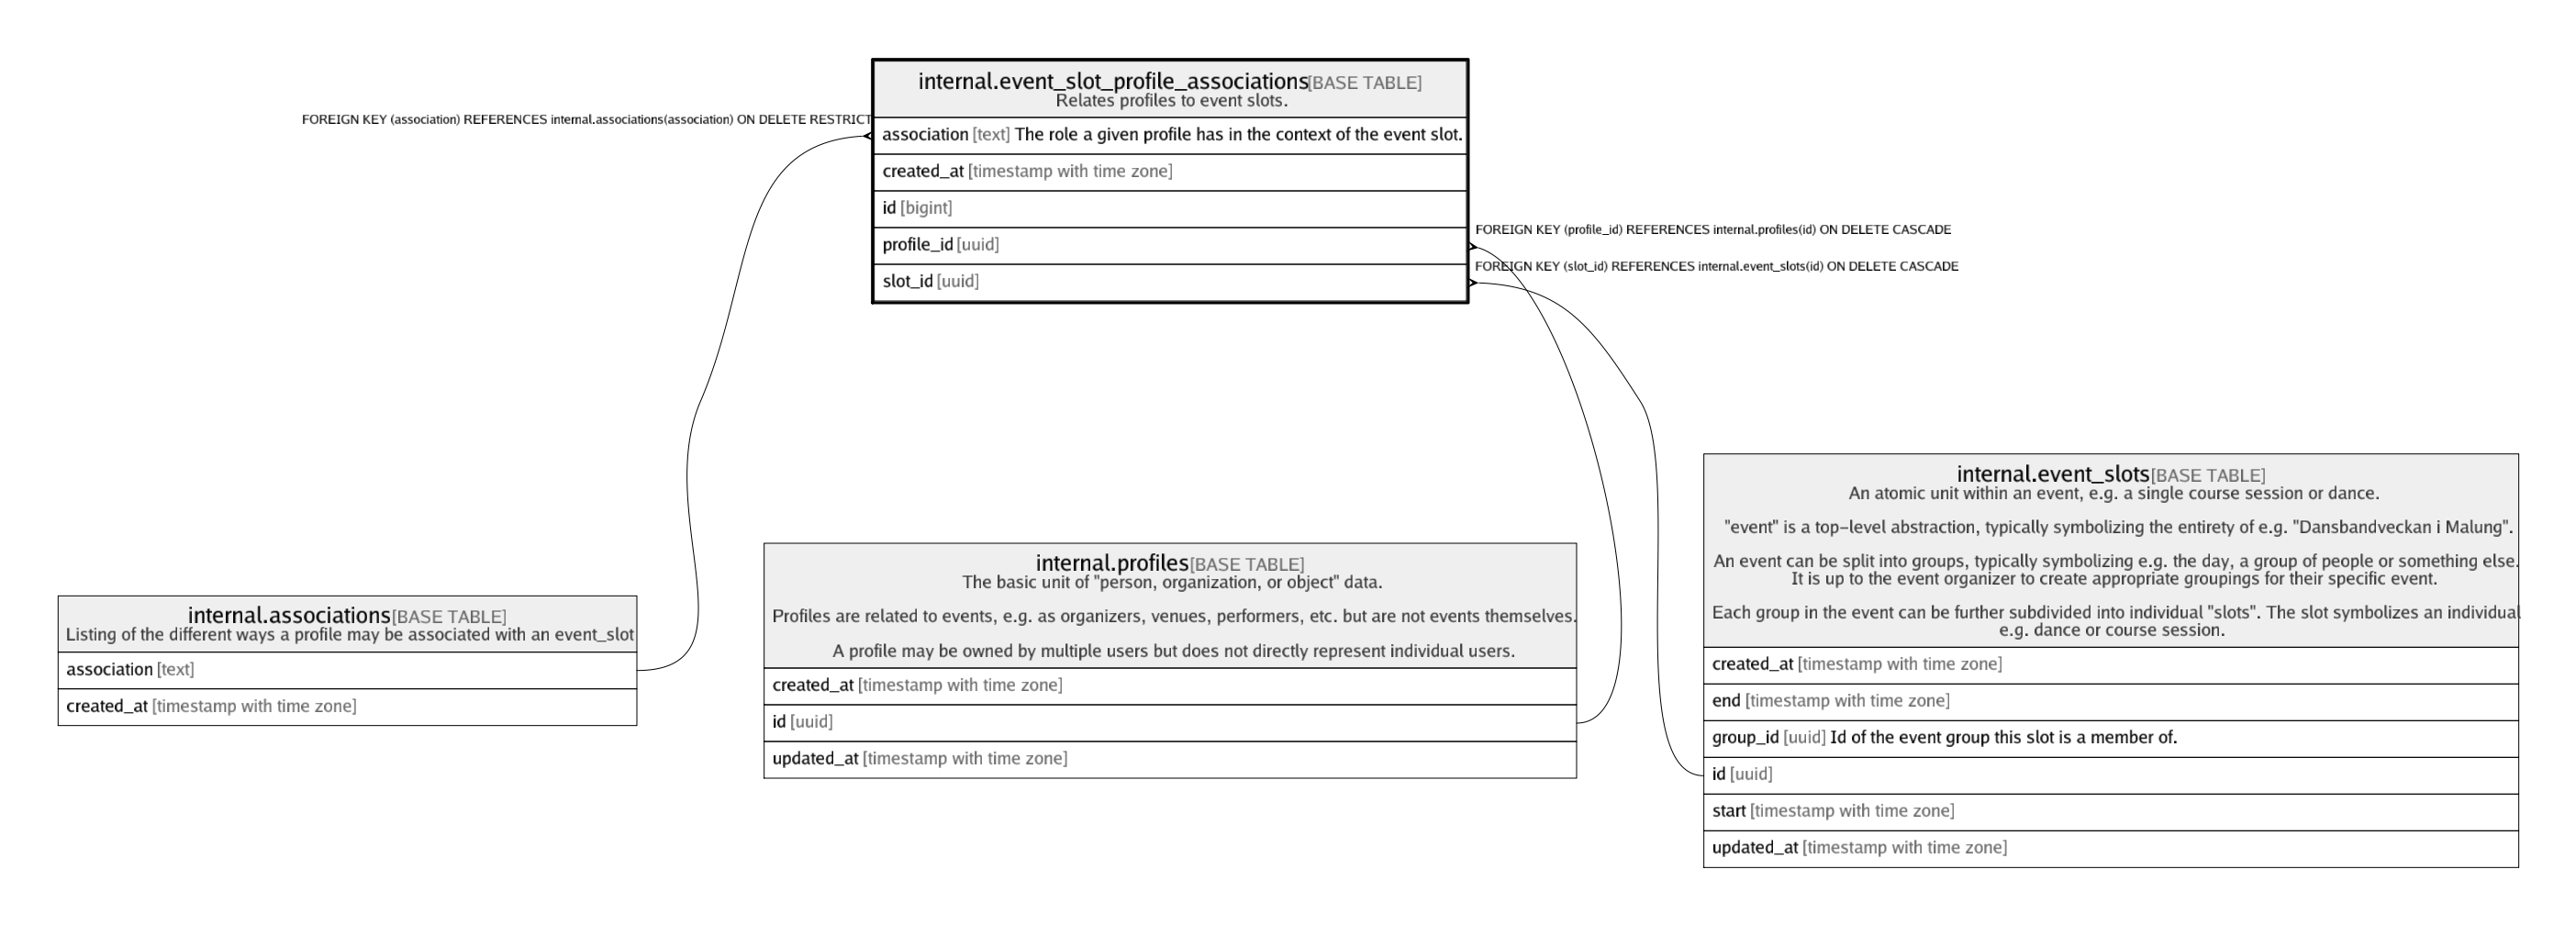 internal.event_slot_profile_associations[BASE TABLE]
Relates profiles to event slots.
FOREIGN KEY (association) REFERENCES internal.associations(association) ON DELETE RESTRICT
association [text] The role a given profile has in the context of the event slot.
created_at [timestamp with time zone]
id [bigint]
FOREIGN KEY (profile_id) REFERENCES internal.profiles(id) ON DELETE CASCADE
profile_id [uuid]
FOREIGN KEY (slot_id) REFERENCES internal.event_slots(id) ON DELETE CASCADE
slot_id [uuid]
internal.associations[BASE TABLE]
Listing of the different ways a profile may be associated with an event_slot
association [text]
created_at [timestamp with time zone]
internal.profiles[BASE TABLE]
The basic unit of "person, organization, or object" data.
Profiles are related to events, e.g. as organizers, venues, performers, etc. but are not events themselves.
A profile may be owned by multiple users but does not directly represent individual users.
created_at [timestamp with time zone]
id [uuid]
updated_at [timestamp with time zone]
internal.event_slots[BASE TABLE]
An atomic unit within an event, e.g. a single course session or dance.
"event" is a top-level abstraction, typically symbolizing the entirety of e.g. "Dansbandveckan i Malung".
An event can be split into groups, typically symbolizing e.g. the day, a group of people or something else.
It is up to the event organizer to create appropriate groupings for their specific event.
Each group in the event can be further subdivided into individual "slots". The slot symbolizes an individual
e.g. dance or course session.
created_at [timestamp with time zone]
end [timestamp with time zone]
group_id [uuid] Id of the event group this slot is a member of.
id [uuid]
start [timestamp with time zone]
updated_at [timestamp with time zone]